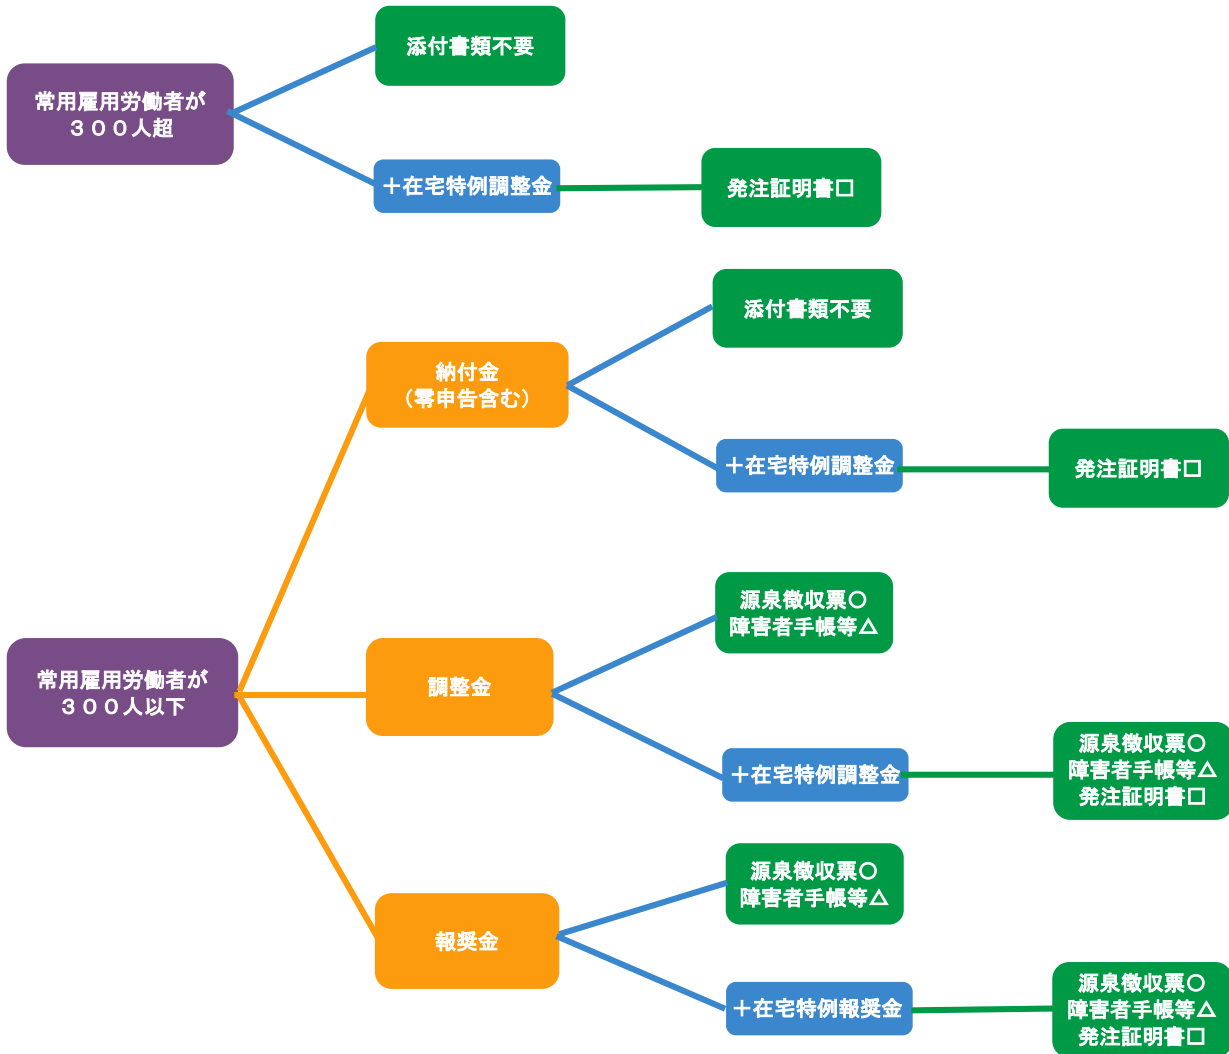 添付書類不要
常用雇用労働者が
３００人超
＋在宅特例調整金
発注証明書□
添付書類不要
納付金
（零申告含む）
＋在宅特例調整金
発注証明書□
源泉徴収票○
障害者手帳等△
常用雇用労働者が
３００人以下
調整金
＋在宅特例調整金
源泉徴収票○
障害者手帳等△
発注証明書□
源泉徴収票○
障害者手帳等△
報奨金
＋在宅特例報奨金
源泉徴収票○
障害者手帳等△
発注証明書□